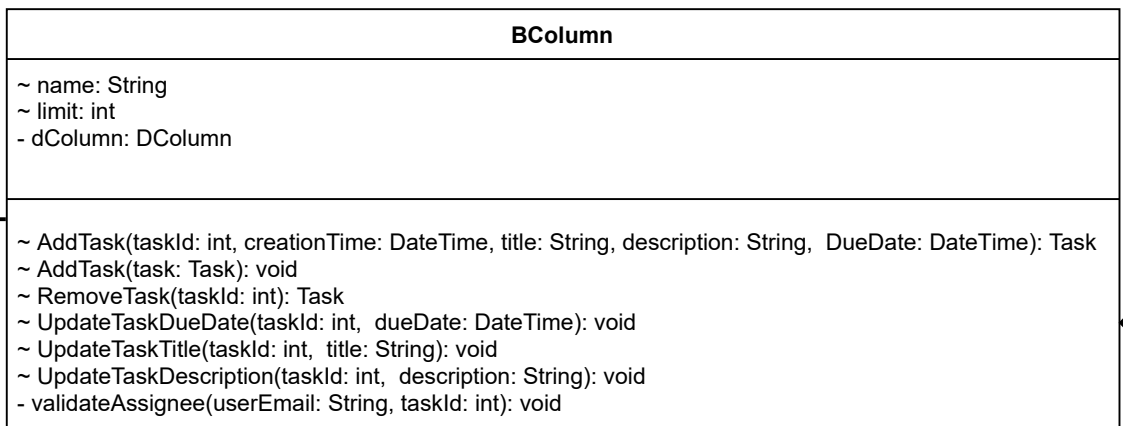 BColumn
~ name: String
~ limit: int
- dColumn: DColumn
~ AddTask(taskId: int, creationTime: DateTime, title: String, description: String,  DueDate: DateTime): Task
~ AddTask(task: Task): void
~ RemoveTask(taskId: int): Task
~ UpdateTaskDueDate(taskId: int,  dueDate: DateTime): void
~ UpdateTaskTitle(taskId: int,  title: String): void
~ UpdateTaskDescription(taskId: int,  description: String): void
- validateAssignee(userEmail: String, taskId: int): void